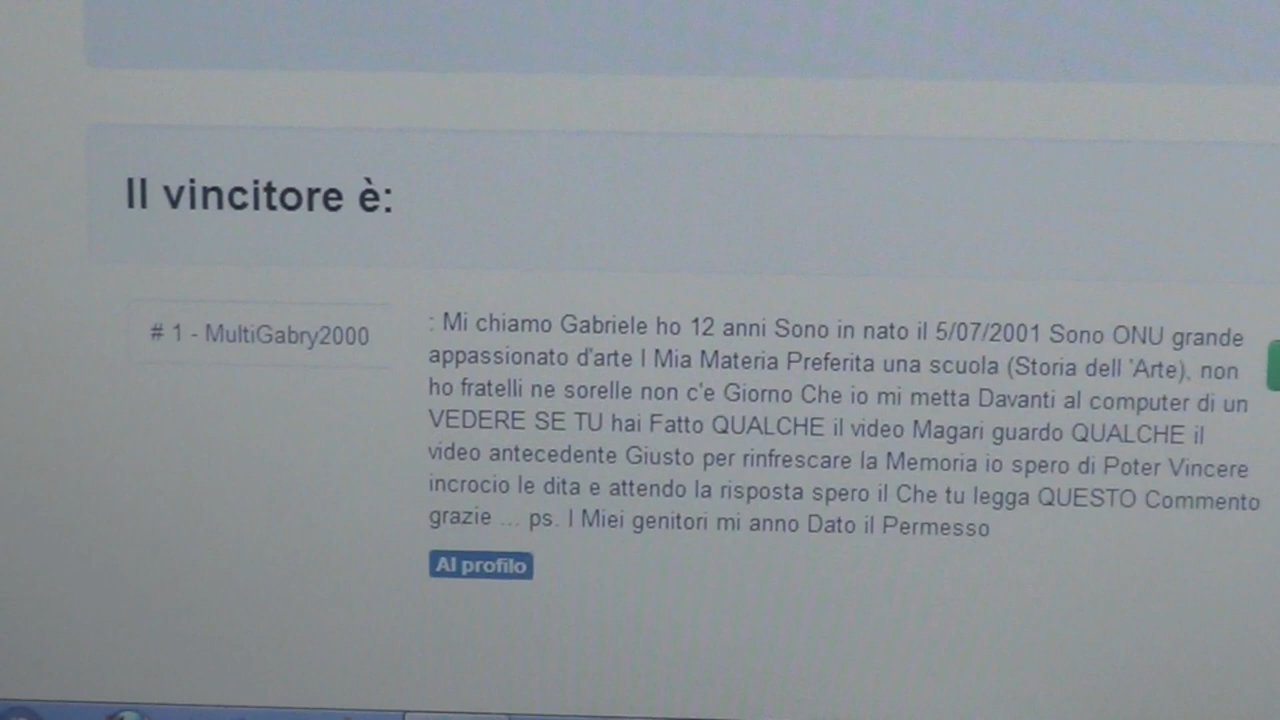 Il vincitore è:
# 1 - MultiGabry2000
: Mi chiamo Gabriele ho 12 anni Sono in nato il 5/07/2001 Sono ONU grande
appassionato d'arte I Mia Materia Preferita una scuola (Storia dell 'Arte). non
ho fratelli ne sorelle non c'e Giorno Che io mi metta Davanti al computer di un
VEDERE SE TU hai Fatto QUALCHE il video Magari guardo QUALCHE il
video antecedente Giusto per rinfrescare la Memoria io spero di Poter Vincere
incrocio le dita e attendo la risposta spero il Che tu legga QUESTO Commento
grazie ... ps. I Miei genitori mi anno Dato il Permesso
Al profilo